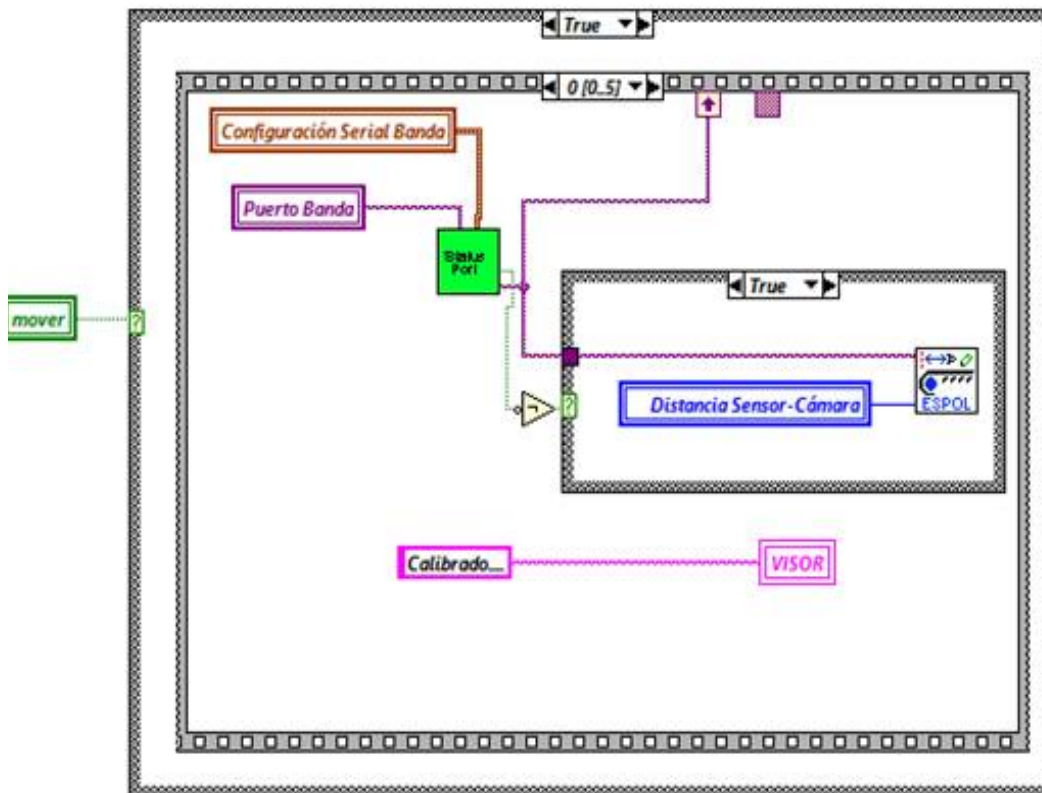 True
0 [0..5]
Configuración Serial Banda
Puerto Banda
Status
Port
True
mover
?
?
Distancia Sensor-Cámara
ESPOL
Calibrado...
VISOR